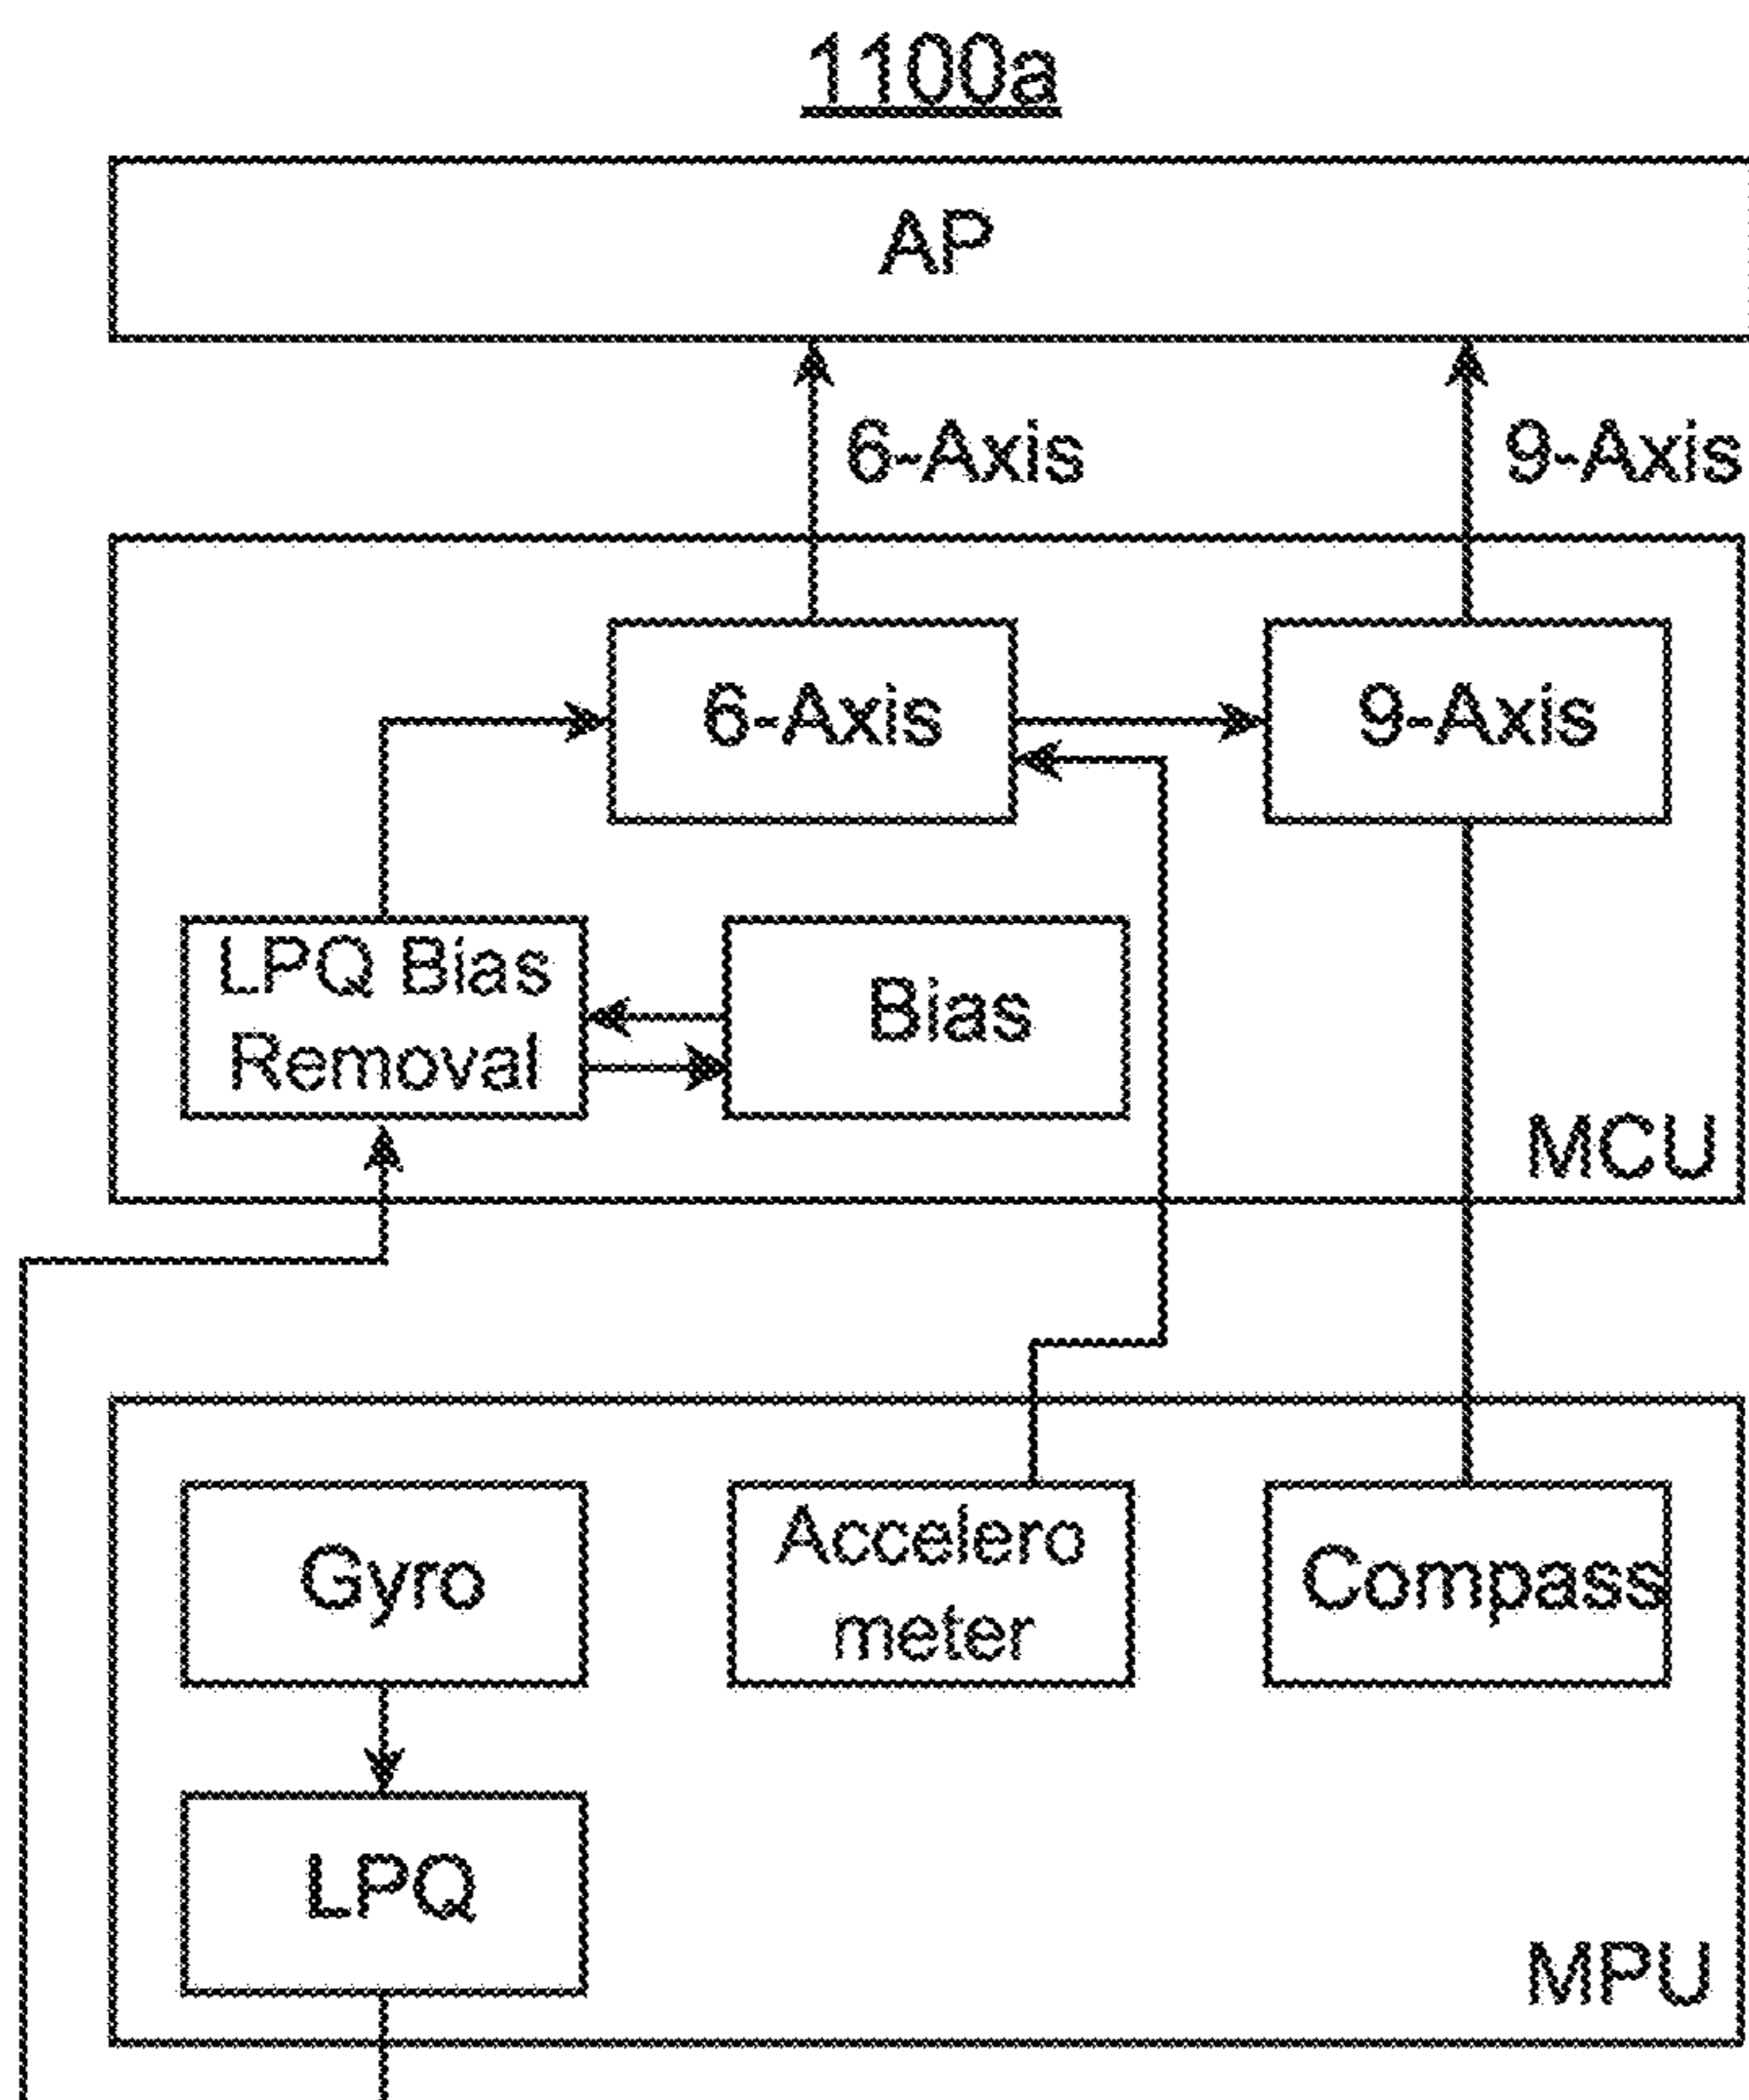 1100a
AP
6-Axis
9-Axis
6-Axis
9-Axis
LPQ Bias
Removal
Bias
MCU
Gyro
Accelero
meter
Compass
LPQ
MPU